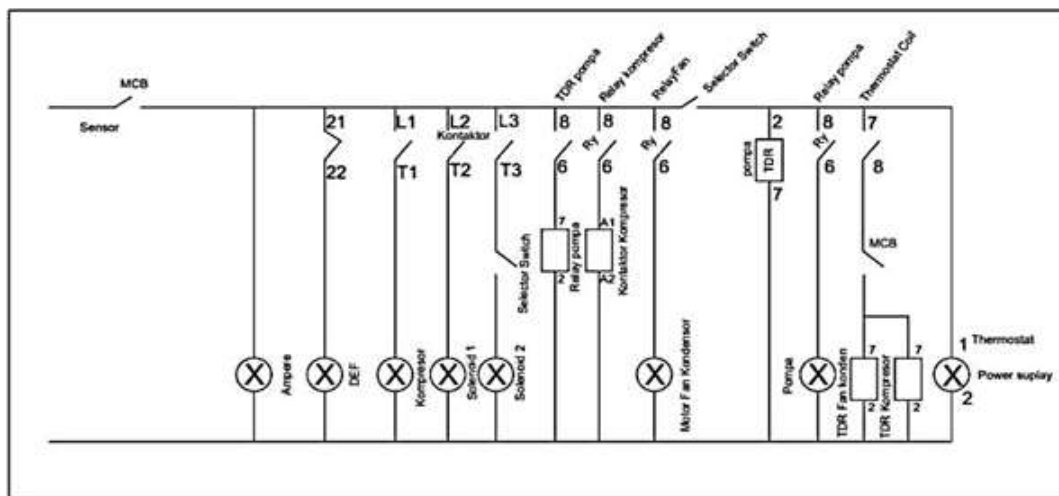 MCB
Sensor
TDR pompa
Relay kompresor
RelayFan
Selector Switch
Relay pompa
Thermostat Coil
21
L1
L2
L3
8
8
8
2
8
7
Kontaktor
Ry
Ry
Ry
22
T1
T2
T3
6
6
6
pompa
TDR
7
6
8
Selector Switch
7
2
Relay pompa
A1
A2
Kontaktor Kompresor
MCB
Ampere
DEF
Kompresor
Solenoid 1
Solenoid 2
Motor Fan Kondensor
Pompa
TDR Fan konden
7
2
TDR Kompresor
7
2
1
Thermostat
Power suplay
2